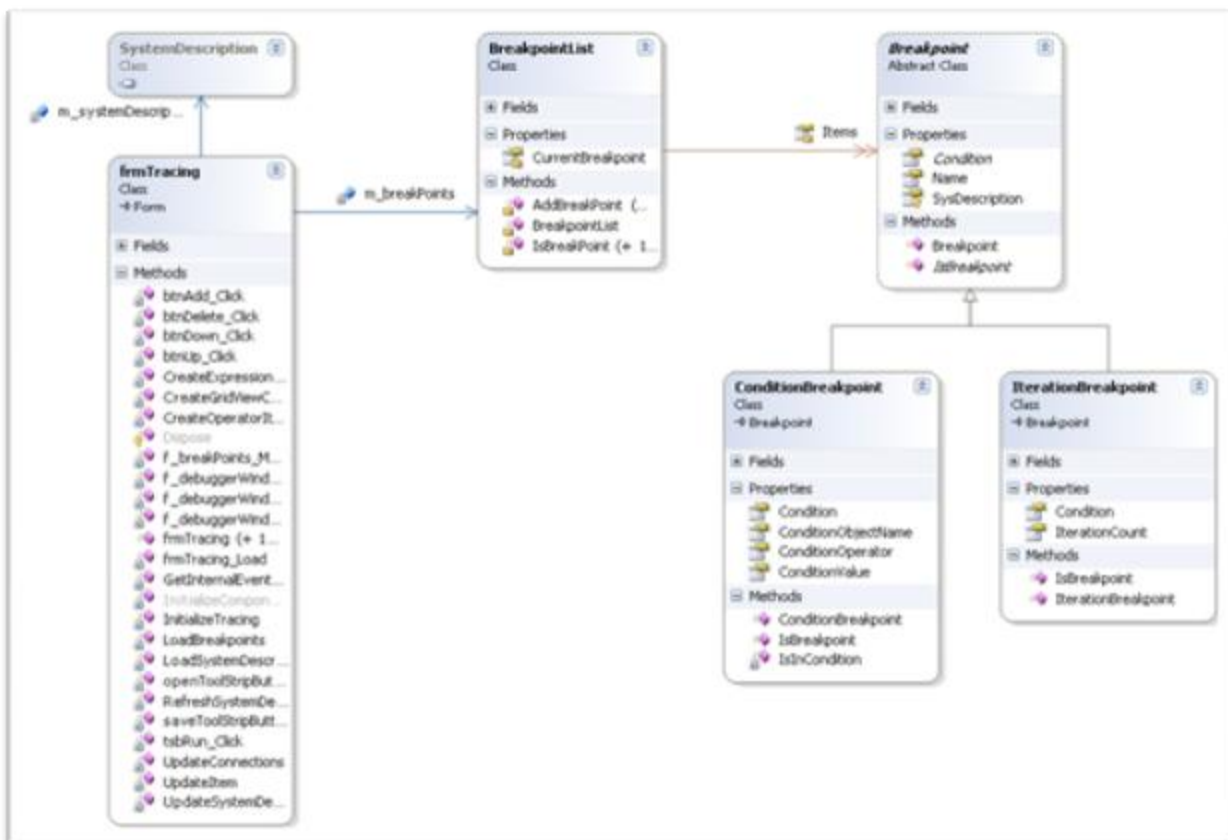 SystemDescription
Class
m_systemDescrip...
frmTracing
Class
Form
Fields
Methods
btnAdd_Click
btnDelete_Click
btnDown_Click
btnUp_Click
CreateExpression...
CreateGridViewC...
CreateOperatorIt...
Dispose
f_breakPoints_M...
f_debuggerWind...
f_debuggerWind...
f_debuggerWind...
frmTracing (+ 1...
frmTracing_Load
GetInternalEvent...
InitializeCompon...
InitializeTracing
LoadBreakpoints
LoadSystemDescr...
openToolStripBut...
RefreshSystemDe...
saveToolStripButt...
tsbRun_Click
UpdateConnections
UpdateItem
UpdateSystemDe...
m_breakPoints
BreakpointList
Class
Fields
Properties
CurrentBreakpoint
Methods
AddBreakPoint (...
BreakpointList
IsBreakPoint (+ 1...
Items
Breakpoint
Abstract Class
Fields
Properties
Condition
Name
SysDescription
Methods
Breakpoint
IsBreakpoint
ConditionBreakpoint
Class
Breakpoint
Fields
Properties
Condition
ConditionObjectName
ConditionOperator
ConditionValue
Methods
ConditionBreakpoint
IsBreakpoint
IsInCondition
IterationBreakpoint
Class
Breakpoint
Fields
Properties
Condition
IterationCount
Methods
IsBreakpoint
IterationBreakpoint